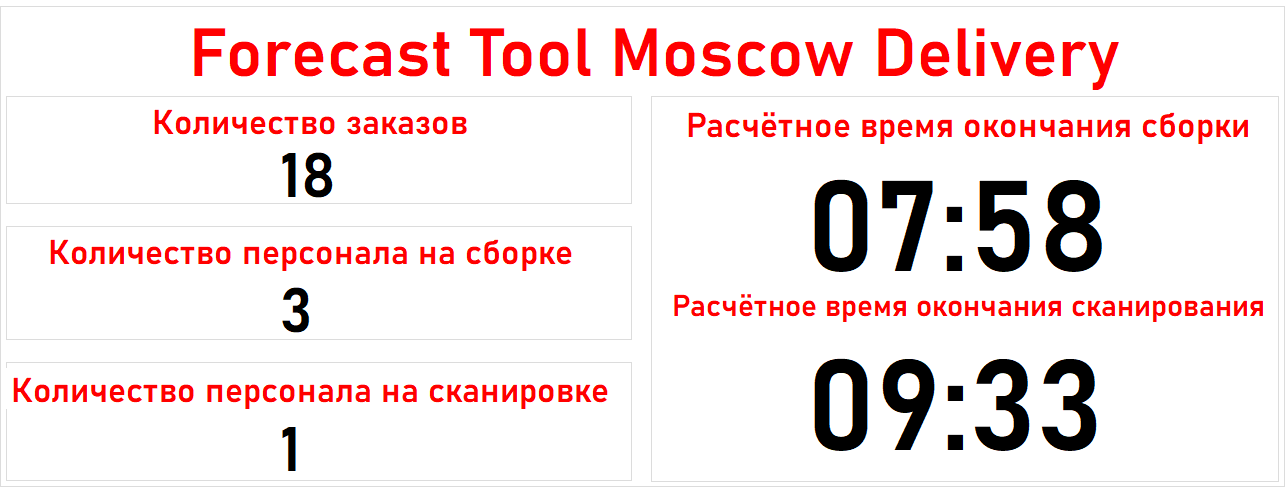 Forecast Tool Moscow Delivery
Количество заказов
18
Количество персонала на сборке
3
Количество персонала на сканировке
1
Расчётное время окончания сборки
07:58
Расчётное время окончания сканирования
09:33